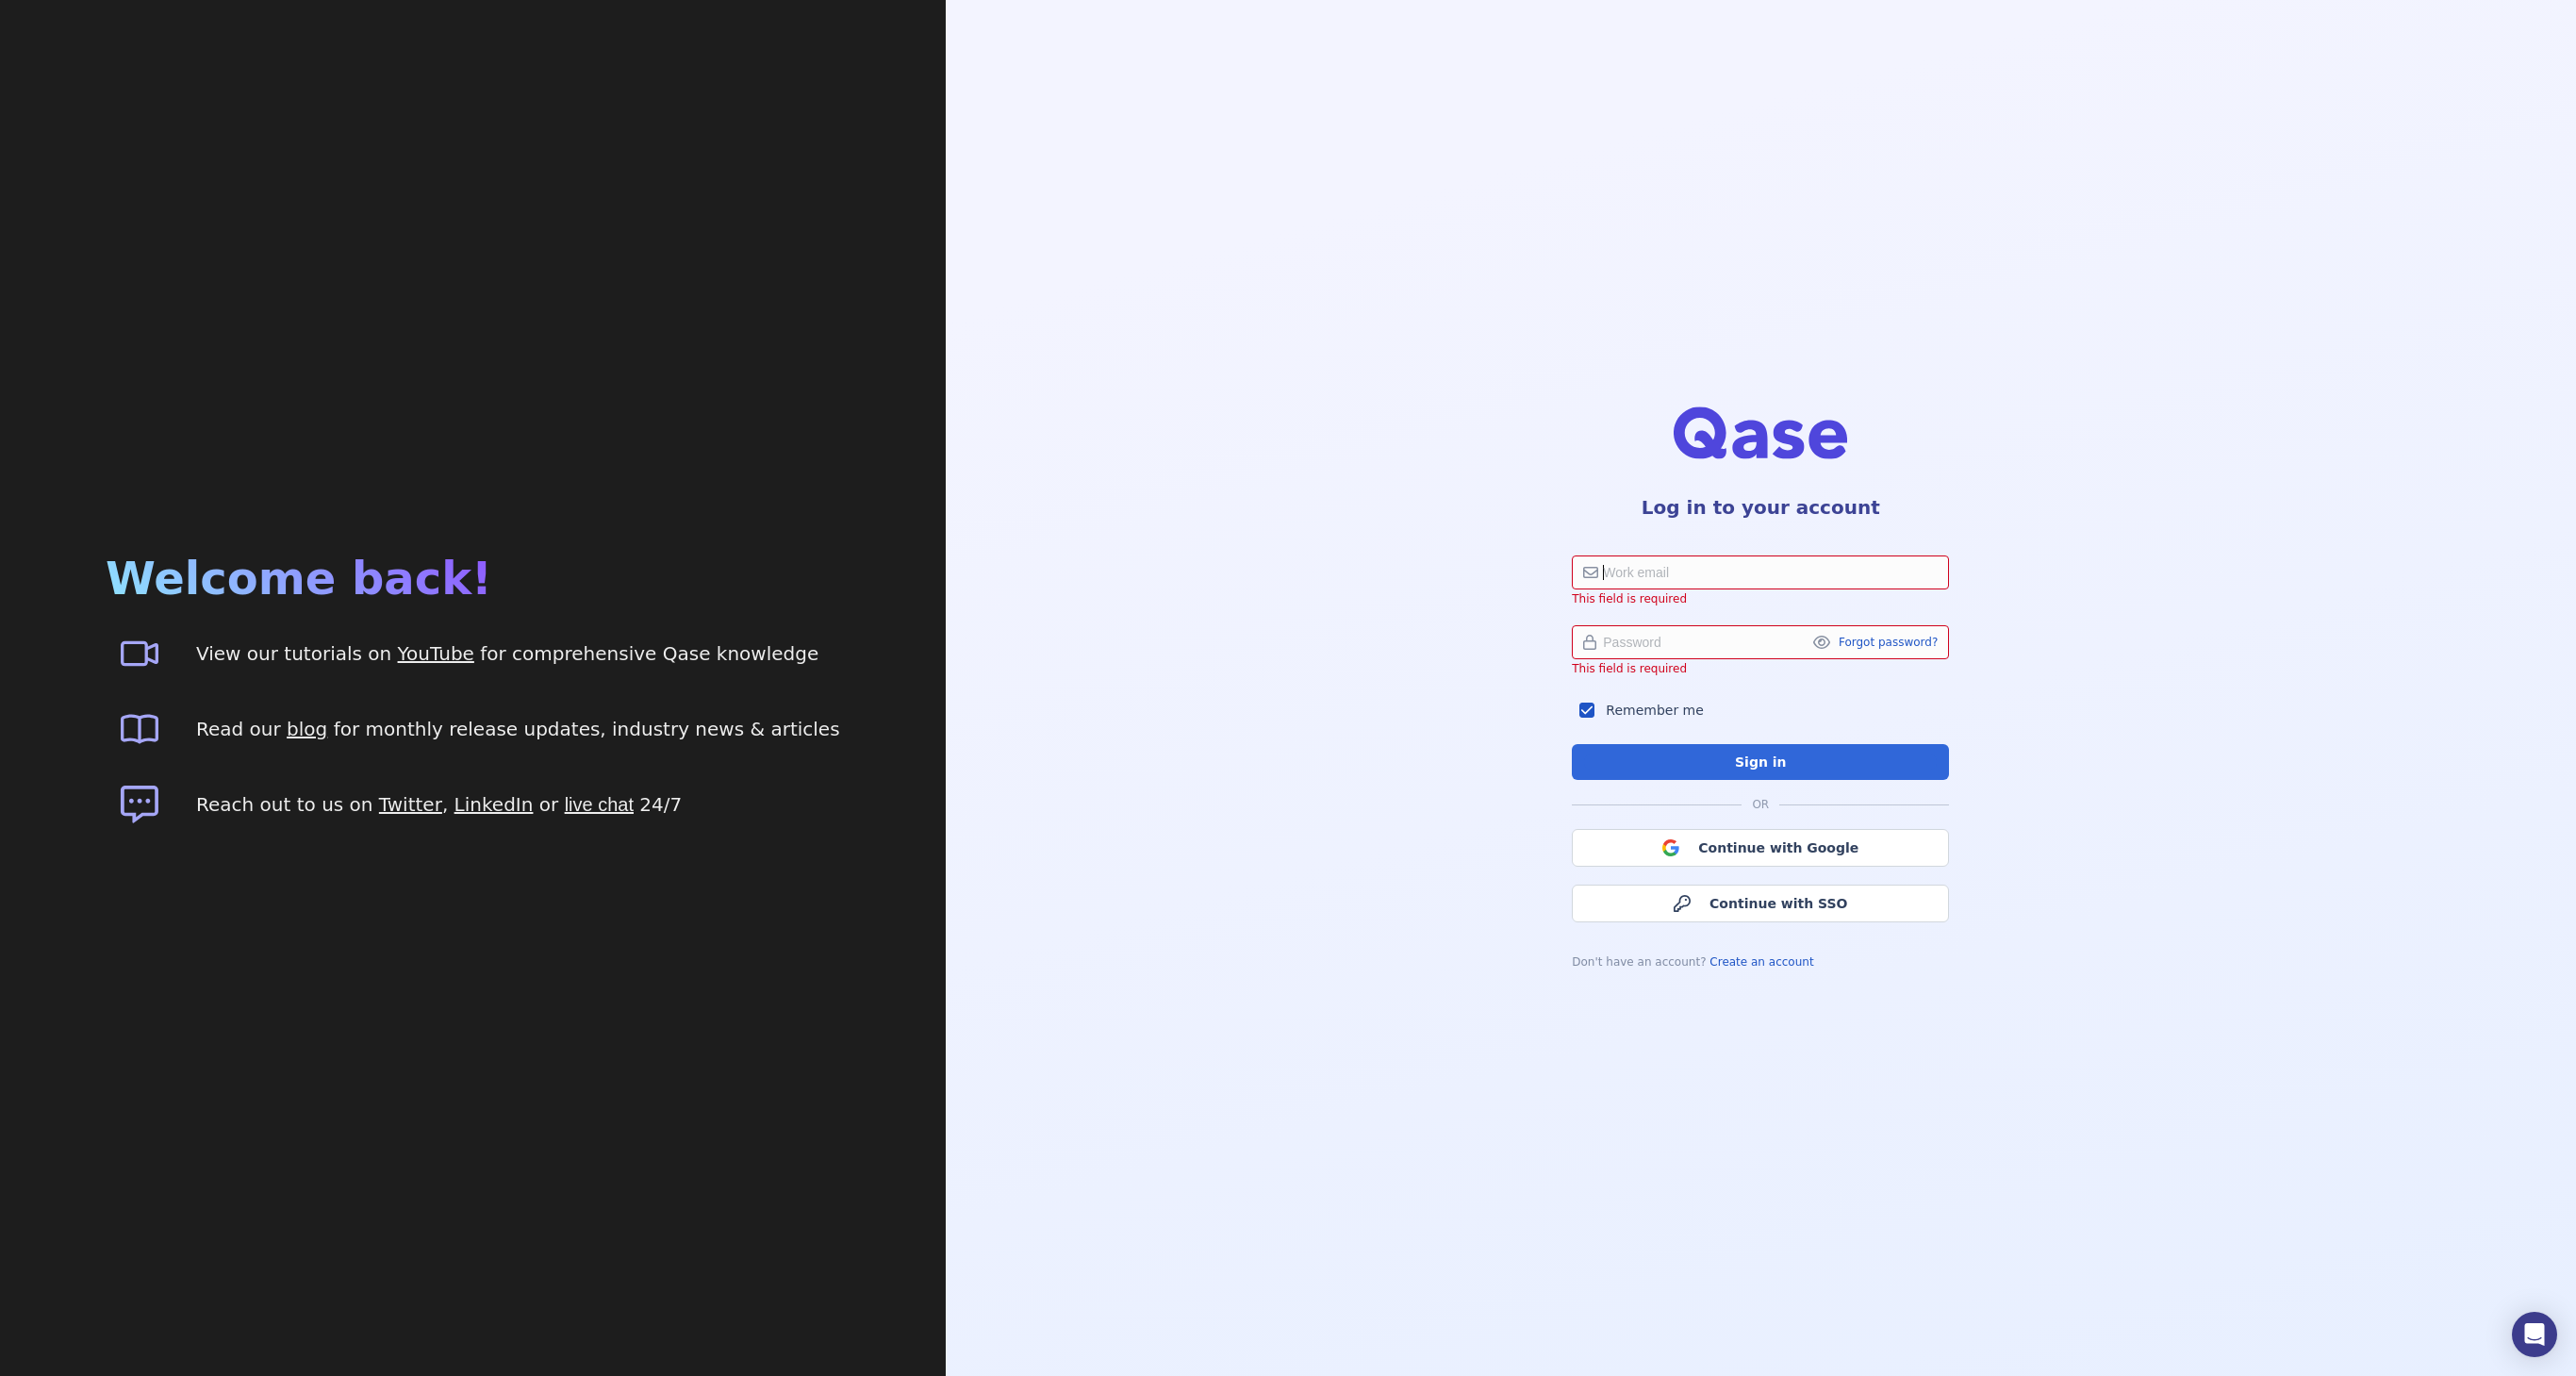 Welcome back!
View our tutorials on YouTube for comprehensive Qase knowledge
Read our blog for monthly release updates, industry news & articles
Reach out to us on Twitter, LinkedIn or live chat 24/7
Qase
Log in to your account
Work email
This field is required
Password Forgot password?
This field is required
Remember me
Sign in
OR
Continue with Google
Continue with SSO
Don't have an account? Create an account